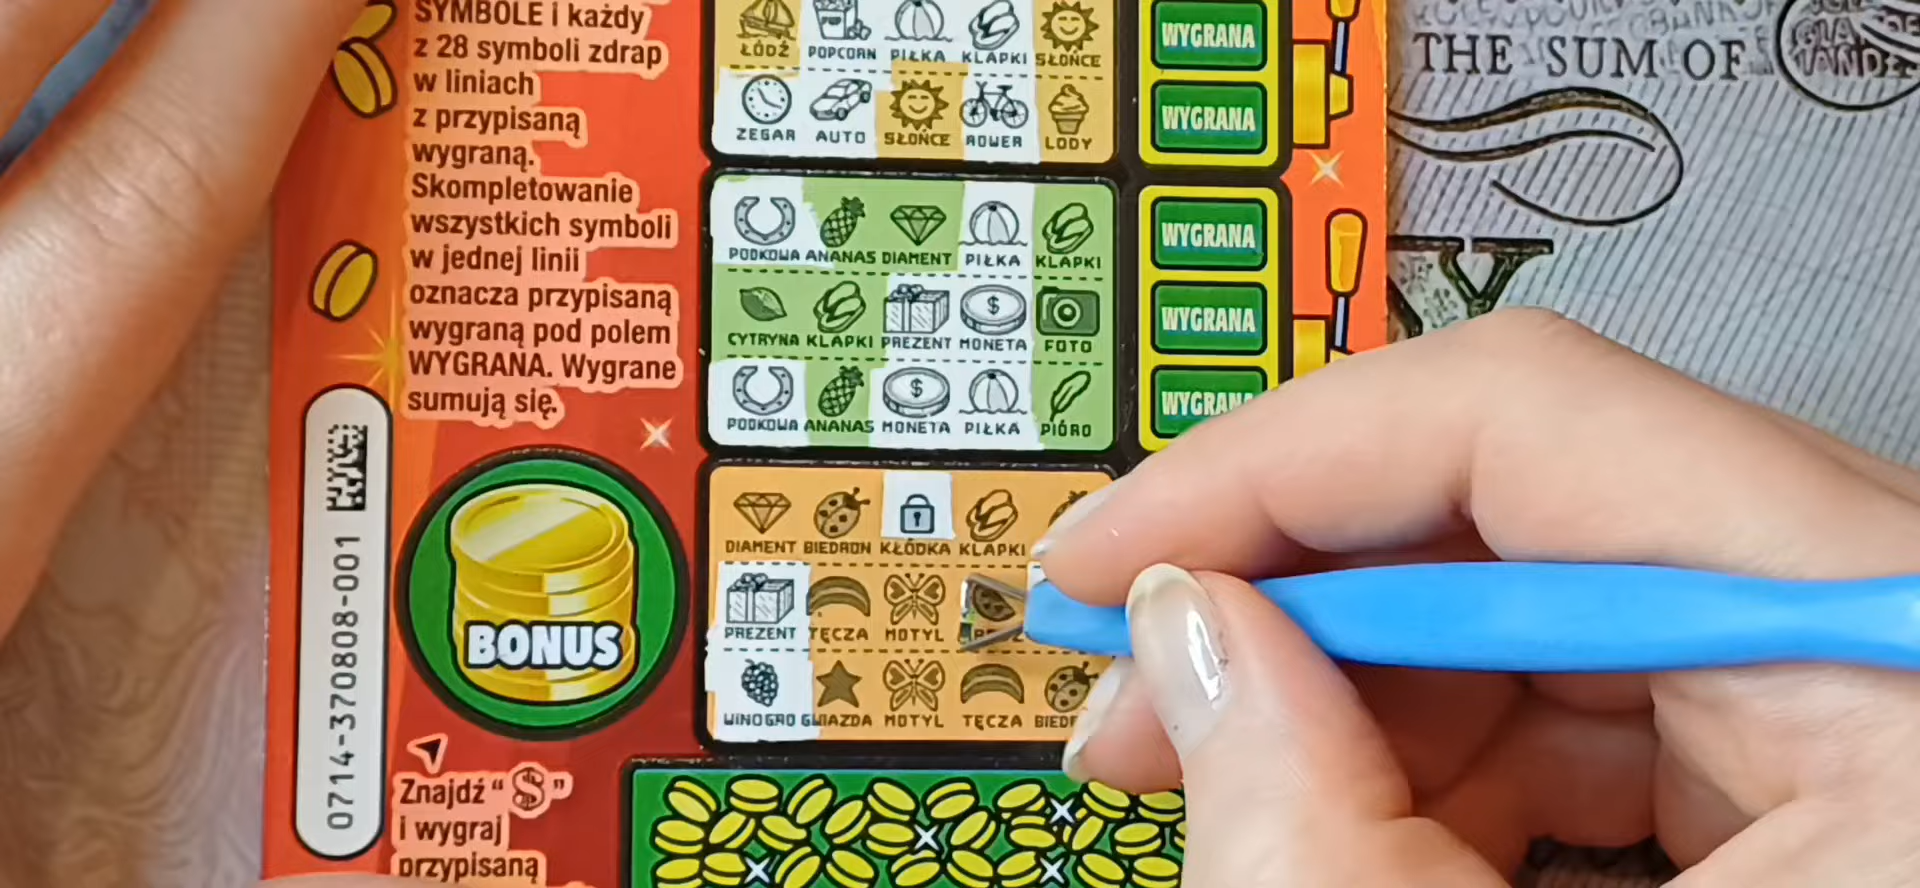 SYMBOLE i każdy
z 28 symboli zdrap
w liniach
z przypisaną
wygraną.
Skompletowanie
wszystkich symboli
w jednej linii
oznacza przypisaną
wygraną pod polem
WYGRANA. Wygrane
sumują się.
0714-370808-001
BONUS
Znajdź “$”
i wygraj
przypisaną
ŁÓDŹ POPCORN PIŁKA KLAPKI SŁOŃCE
ZEGAR AUTO SŁOŃCE ROWER LODY
PODKOWA ANANAS DIAMENT PIŁKA KLAPKI
CYTRYNA KLAPKI PREZENT MONETA FOTO
PODKOWA ANANAS MONETA PIŁKA PIÓRO
DIAMENT BIEDRON KŁÓDKA KLAPKI
PREZENT TĘCZA MOTYL
WINOGRO GWIAZDA MOTYL TĘCZA
WYGRANA
WYGRANA
WYGRANA
WYGRANA
WYGRANA
THE SUM OF